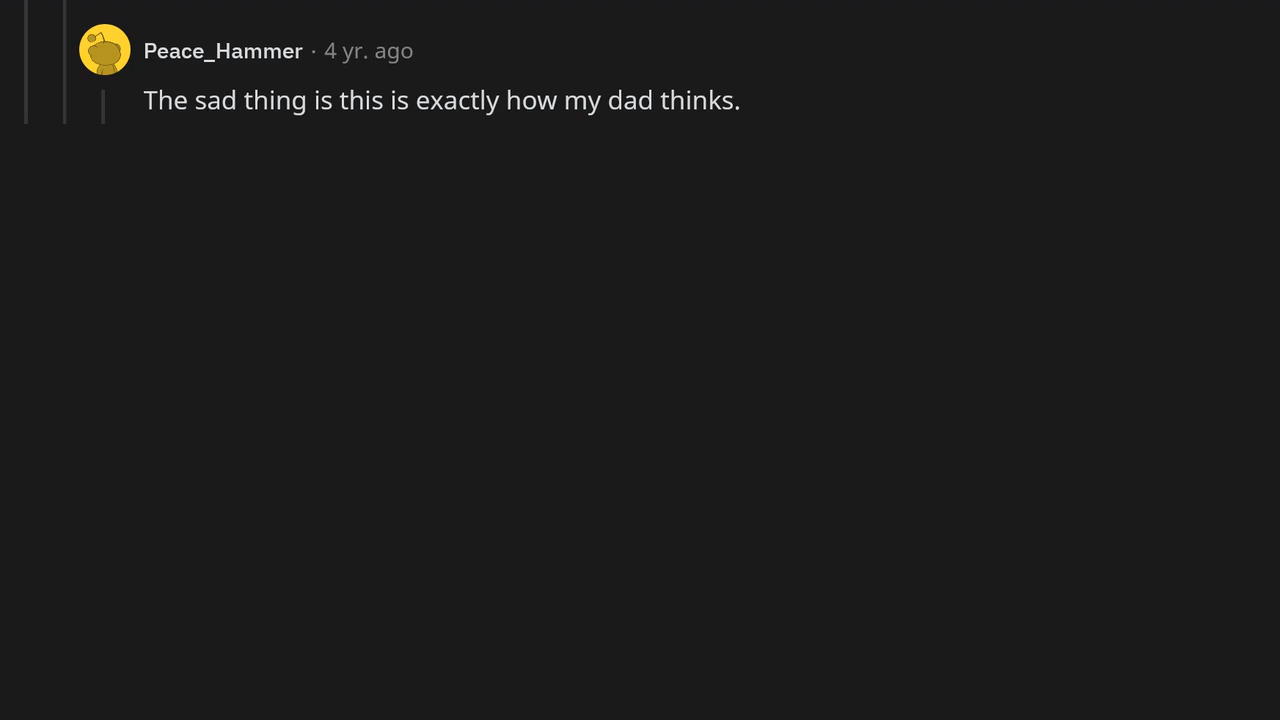 Peace_Hammer · 4 yr. ago
The sad thing is this is exactly how my dad thinks.